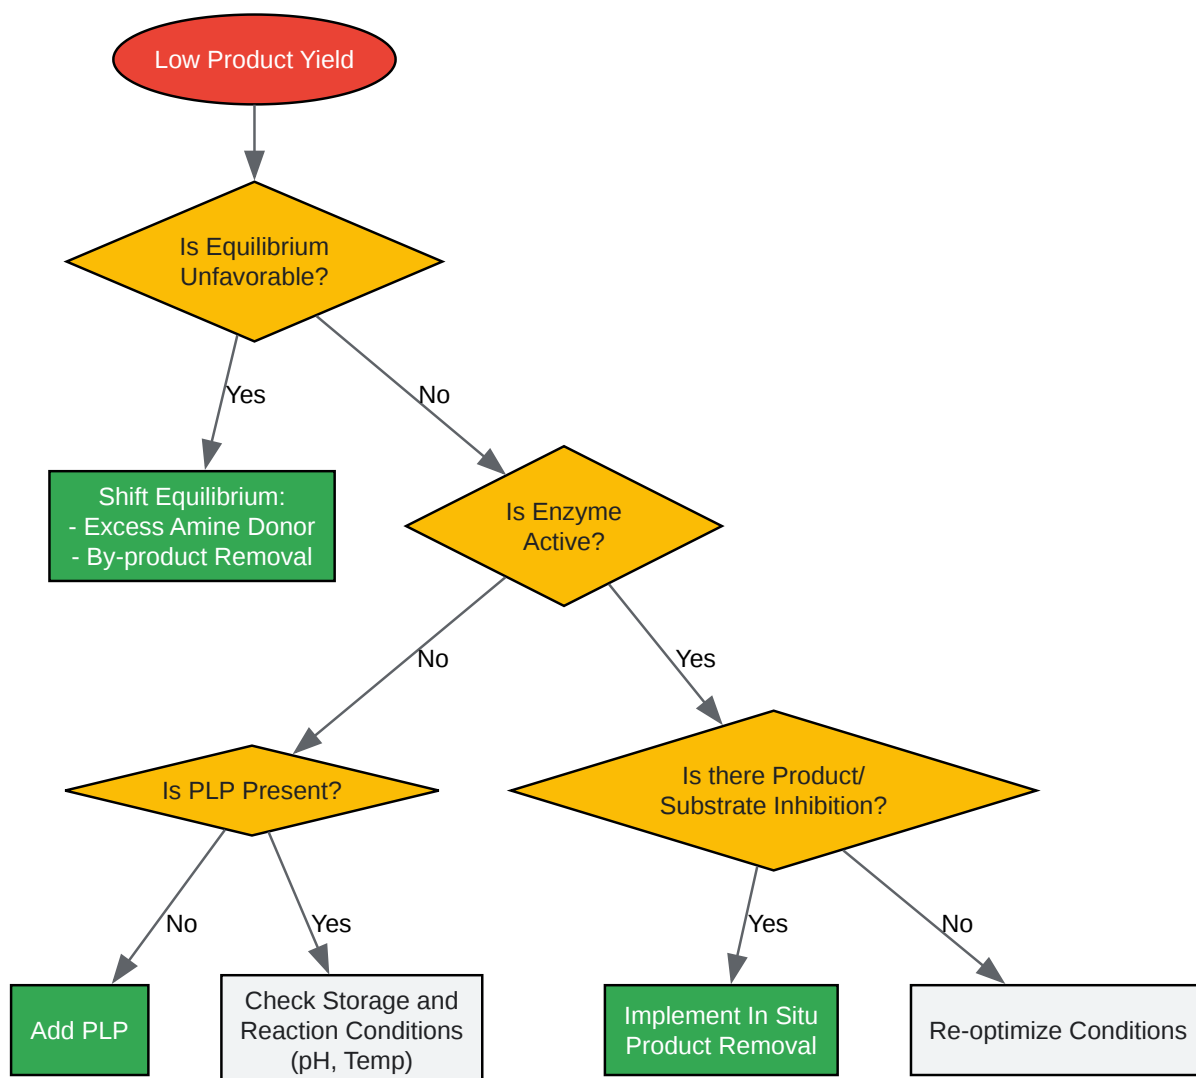 Low Product Yield
Is Equilibrium
Unfavorable?
Yes
No
Shift Equilibrium:
- Excess Amine Donor
- By-product Removal
Is Enzyme
Active?
No
Yes
Is PLP Present?
Is there Product/
Substrate Inhibition?
No
Yes
Yes
No
Add PLP
Check Storage and
Reaction Conditions
(pH, Temp)
Implement In Situ
Product Removal
Re-optimize Conditions